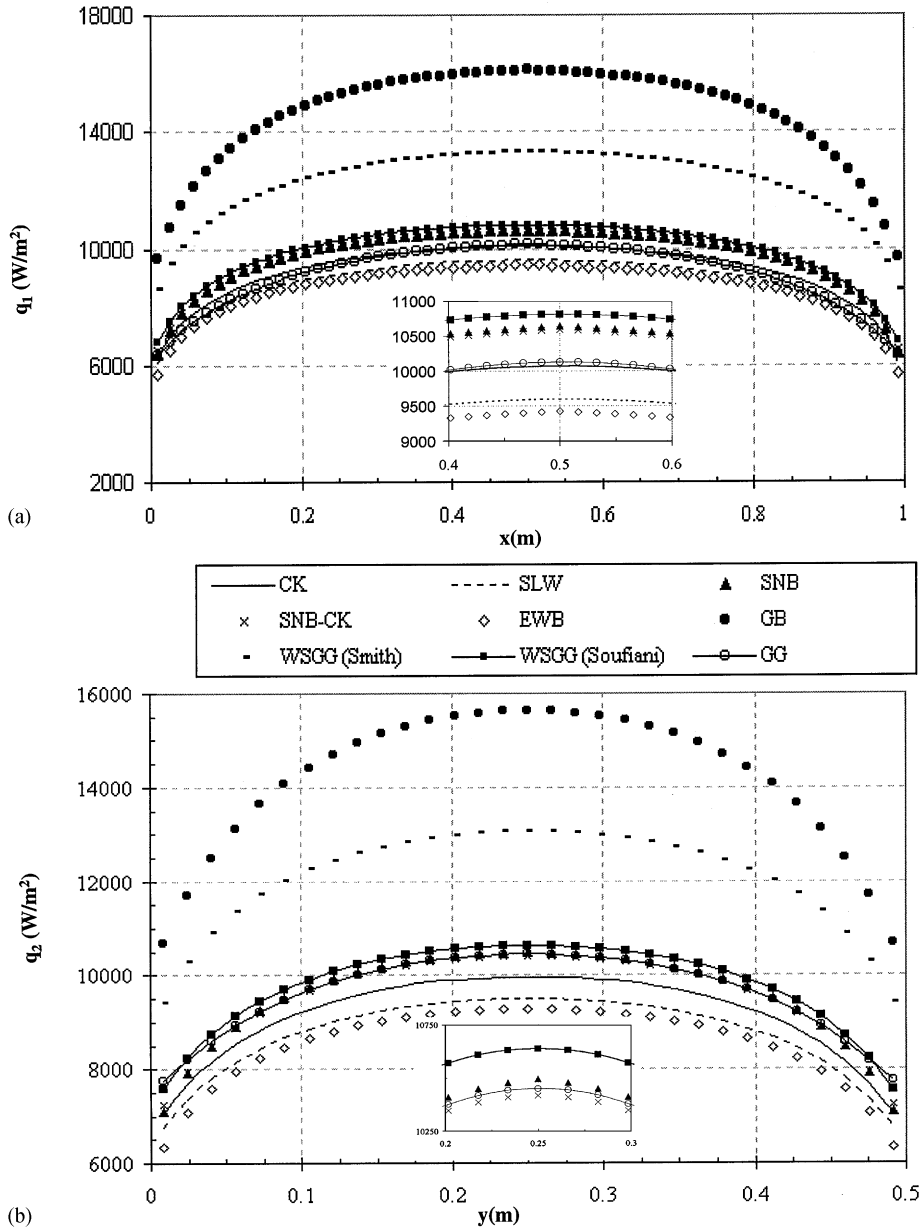 18000
14000
10000
6000
2000
q1 (W/m²)
11000
10500
10000
9500
9000
0.4 0.5 0.6
0 0.2 0.4 0.6 0.8 1
(a)
x(m)
CK SLW SNB
SNB-CK EWB GB
WSGG (Smith) WSGG (Soufiani) GG
16000
14000
12000
10000
8000
6000
q2 (W/m²)
10750
10250
0.2 0.25 0.3
0 0.1 0.2 0.3 0.4 0.5
(b)
y(m)